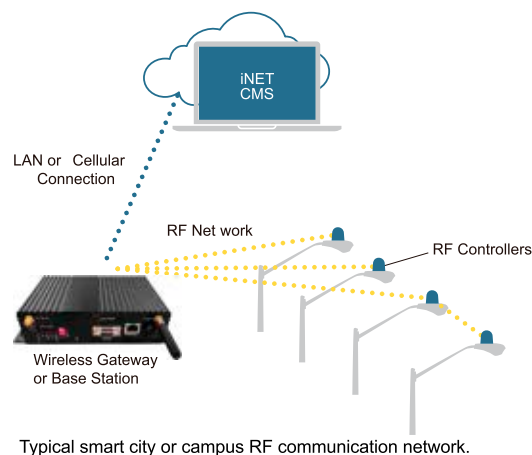 iNET
CMS
LAN or Cellular
Connection
RF Net work
RF Controllers
Wireless Gateway
or Base Station
Typical smart city or campus RF communication network.